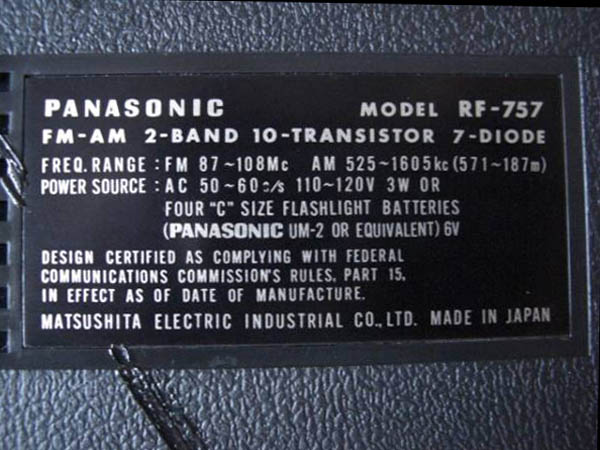 PANASONIC MODEL RF-757
FM-AM 2-BAND 10-TRANSISTOR 7-DIODE
FREQ. RANGE : FM 87~108Mc AM 525~1605kc (571~187m)
POWER SOURCE : AC 50~60 c/s 110~120V 3W OR
FOUR "C" SIZE FLASHLIGHT BATTERIES
(PANASONIC UM-2 OR EQUIVALENT) 6V
DESIGN CERTIFIED AS COMPLYING WITH FEDERAL
COMMUNICATIONS COMMISSION'S RULES, PART 15,
IN EFFECT AS OF DATE OF MANUFACTURE.
MATSUSHITA ELECTRIC INDUSTRIAL CO., LTD. MADE IN JAPAN